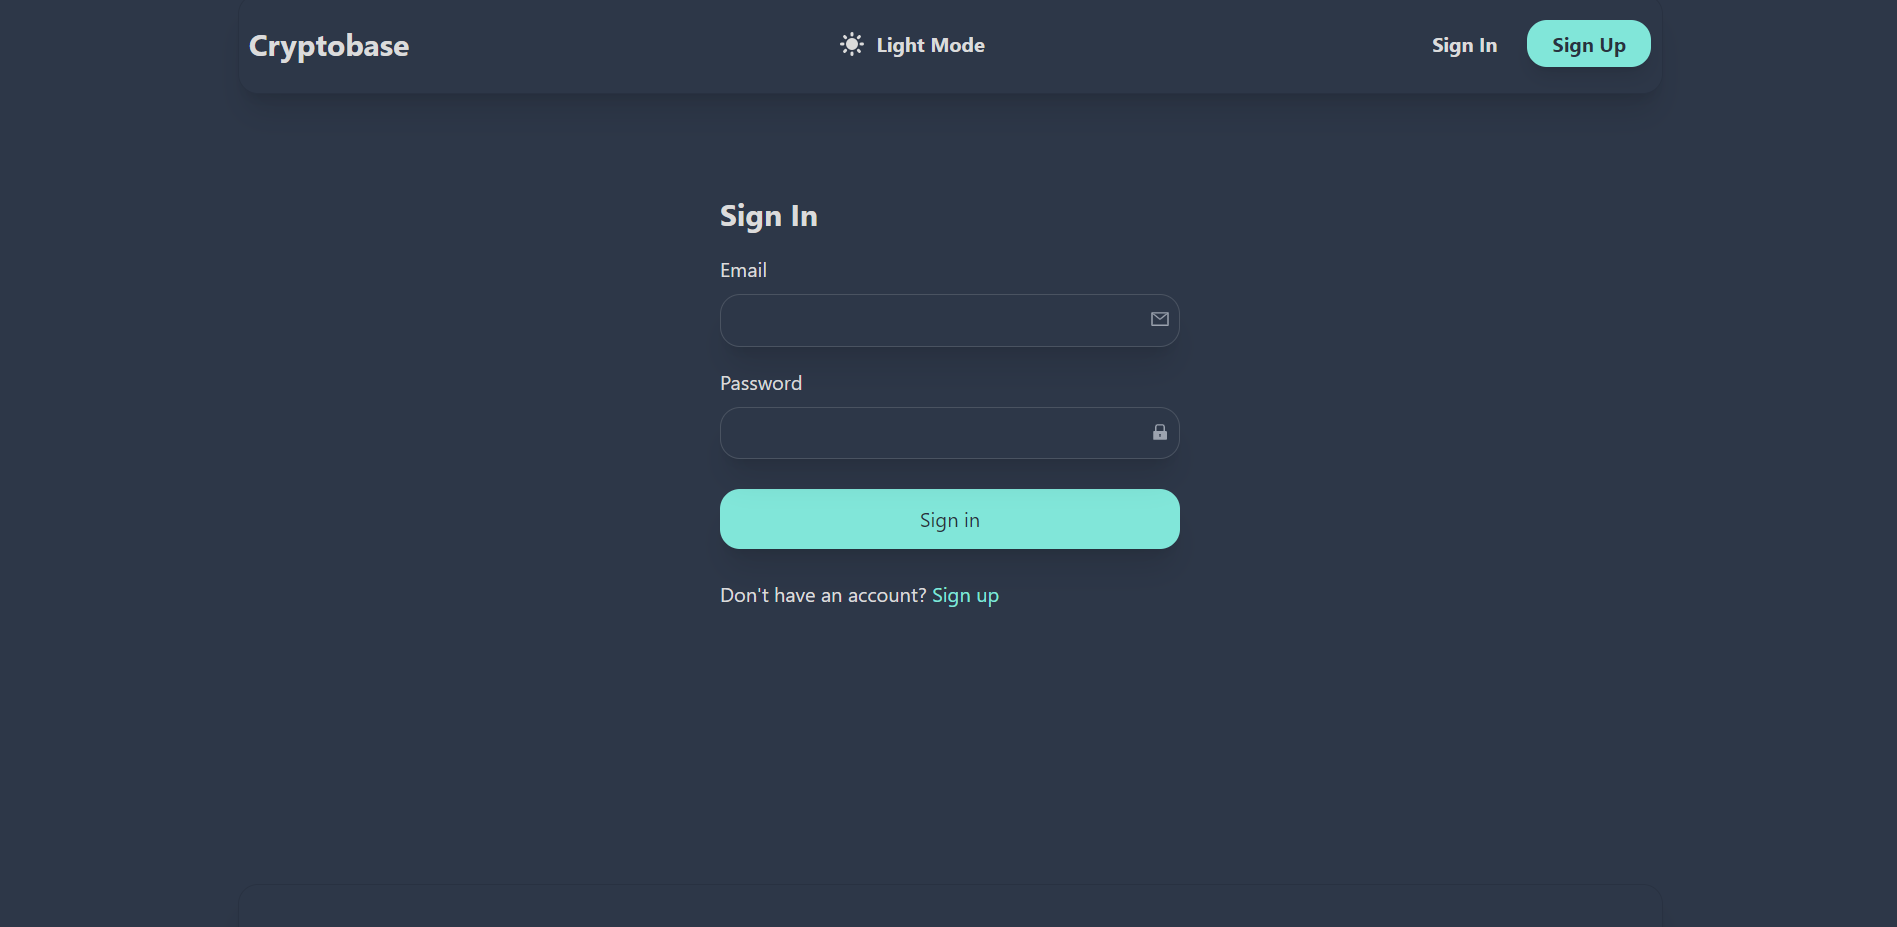 Cryptobase
Light Mode
Sign In
Sign Up
Sign In
Email
Password
Sign in
Don't have an account? Sign up